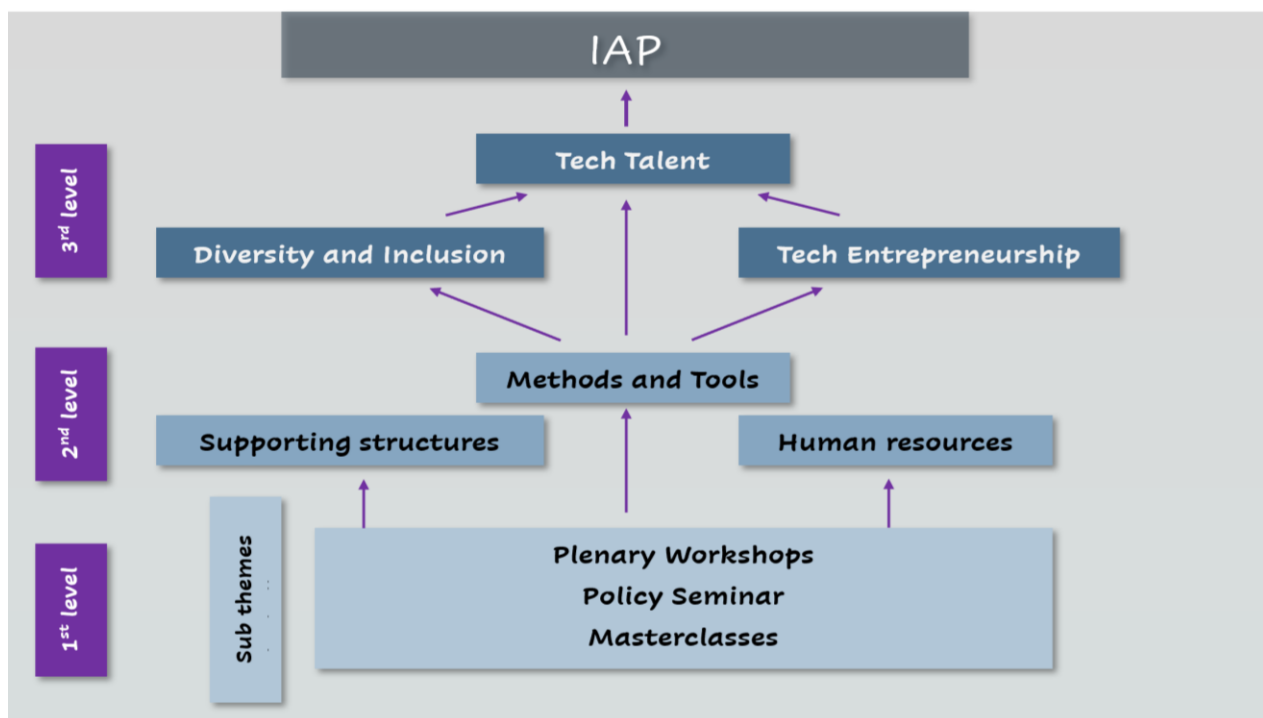 IAP
Tech Talent
3rd level
Diversity and Inclusion
Tech Entrepreneurship
Methods and Tools
2nd level
Supporting structures
Human resources
Sub themes
Plenary Workshops
Policy Seminar
Masterclasses
1st level